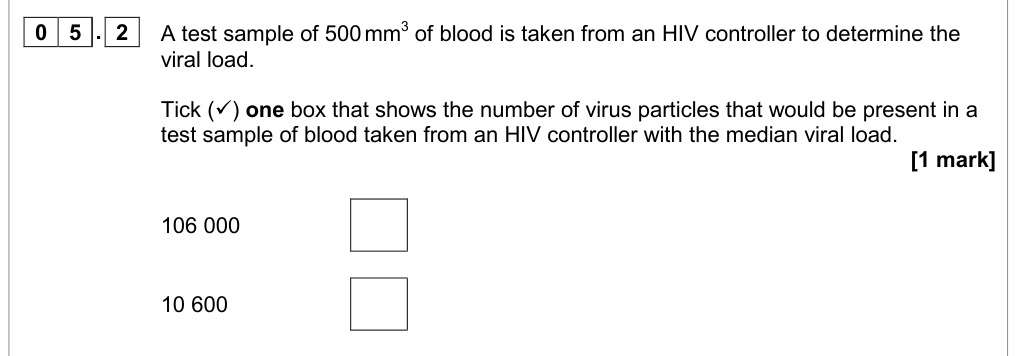 0 5 . 2 A test sample of 500 mm³ of blood is taken from an HIV controller to determine the
viral load.
Tick (✓) one box that shows the number of virus particles that would be present in a
test sample of blood taken from an HIV controller with the median viral load.
[1 mark]
106 000
10 600